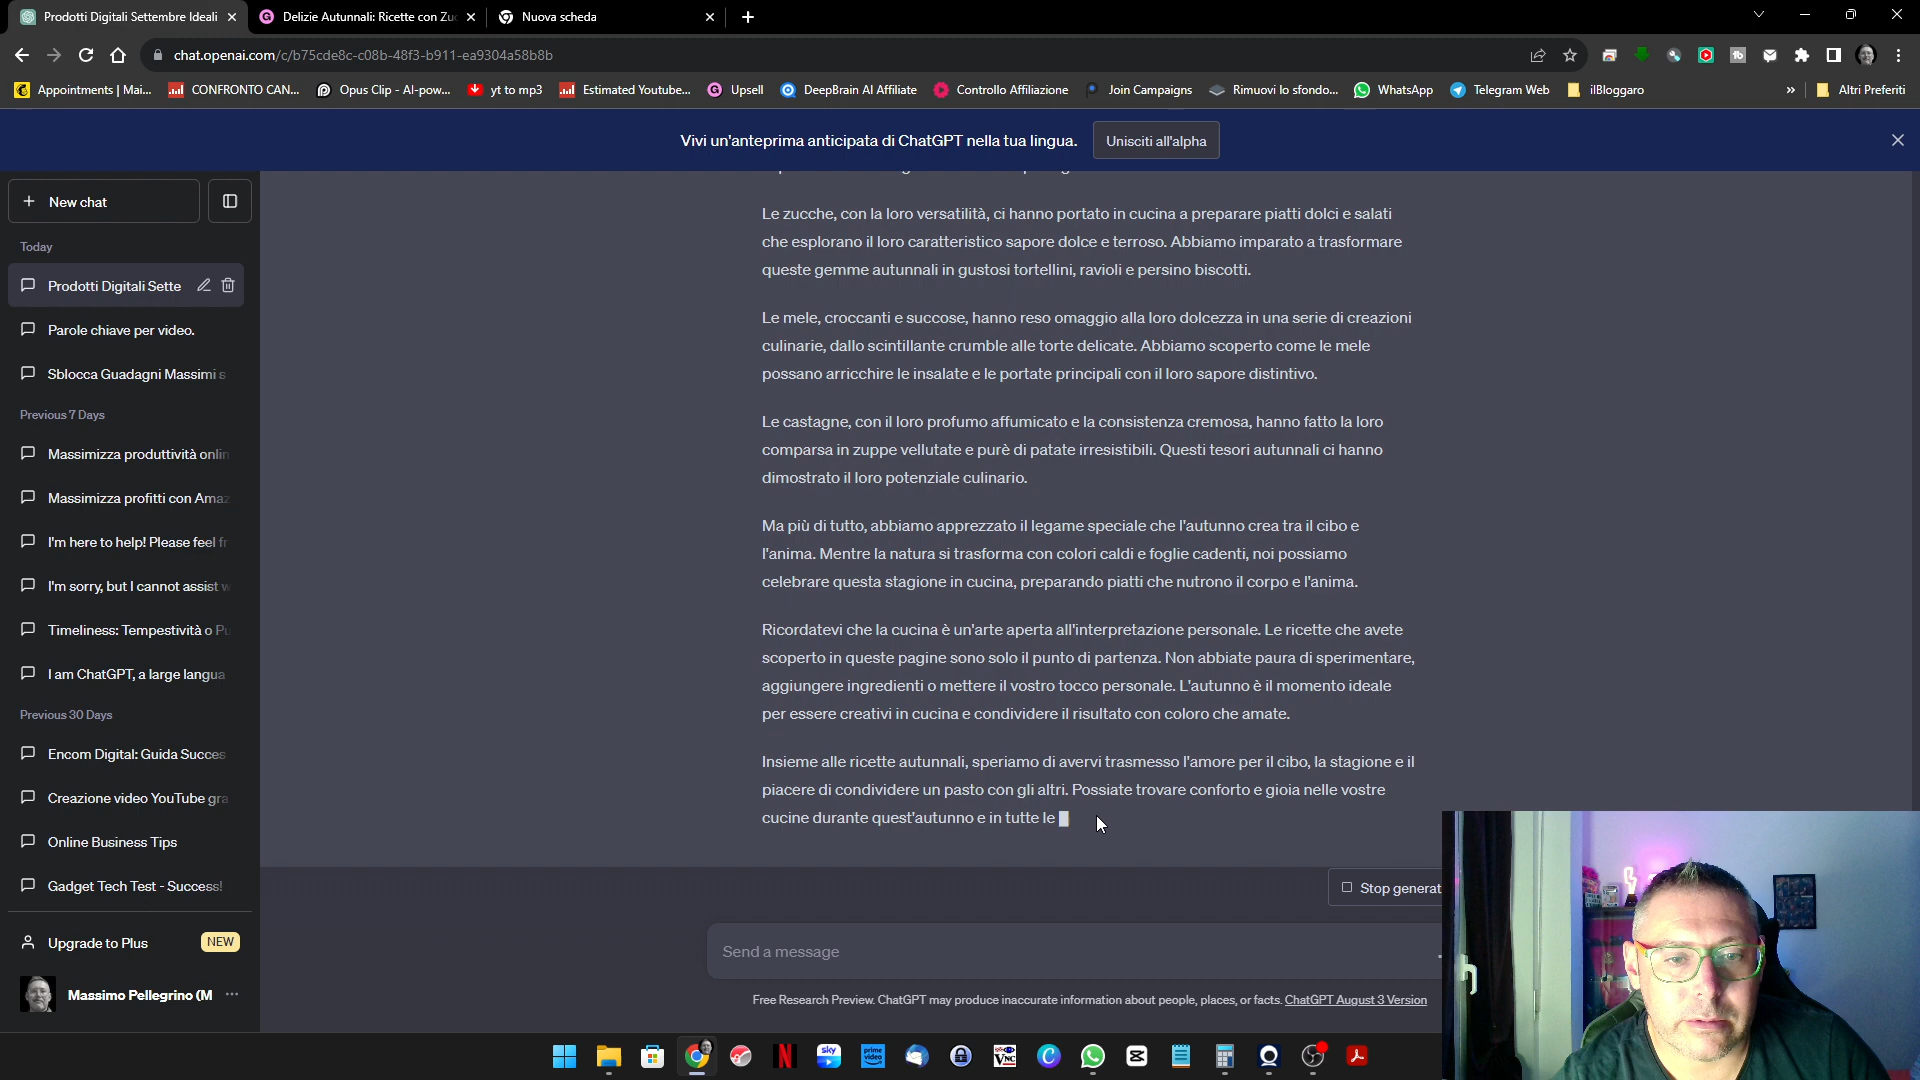 Prodotti Digitali Settembre Ideali
Delizie Autunnali: Ricette con Zuc
Nuova scheda
chat.openai.com/c/b75cde8c-c08b-48f3-b911-ea9304a58b8b
Appointments | Mai...
CONFRONTO CAN...
Opus Clip - AI-pow...
yt to mp3
Estimated Youtube...
Upsell
DeepBrain AI Affiliate
Controllo Affiliazione
Join Campaigns
Rimuovi lo sfondo...
WhatsApp
Telegram Web
ilBloggaro
»
Altri Preferiti
Vivi un'anteprima anticipata di ChatGPT nella tua lingua.
Unisciti all'alpha
New chat
Today
Prodotti Digitali Sette
Parole chiave per video.
Sblocca Guadagni Massimi s
Previous 7 Days
Massimizza produttività onlin
Massimizza profitti con Amaz
I'm here to help! Please feel fr
I'm sorry, but I cannot assist w
Timeliness: Tempestività o Pu
I am ChatGPT, a large langua
Previous 30 Days
Encom Digital: Guida Succes
Creazione video YouTube gra
Online Business Tips
Gadget Tech Test - Success!
Upgrade to Plus
NEW
Massimo Pellegrino (M
Le zucche, con la loro versatilità, ci hanno portato in cucina a preparare piatti dolci e salati
che esplorano il loro caratteristico sapore dolce e terroso. Abbiamo imparato a trasformare
queste gemme autunnali in gustosi tortellini, ravioli e persino biscotti.
Le mele, croccanti e succose, hanno reso omaggio alla loro dolcezza in una serie di creazioni
culinarie, dallo scintillante crumble alle torte delicate. Abbiamo scoperto come le mele
possano arricchire le insalate e le portate principali con il loro sapore distintivo.
Le castagne, con il loro profumo affumicato e la consistenza cremosa, hanno fatto la loro
comparsa in zuppe vellutate e purè di patate irresistibili. Questi tesori autunnali ci hanno
dimostrato il loro potenziale culinario.
Ma più di tutto, abbiamo apprezzato il legame speciale che l'autunno crea tra il cibo e
l'anima. Mentre la natura si trasforma con colori caldi e foglie cadenti, noi possiamo
celebrare questa stagione in cucina, preparando piatti che nutrono il corpo e l'anima.
Ricordatevi che la cucina è un'arte aperta all'interpretazione personale. Le ricette che avete
scoperto in queste pagine sono solo il punto di partenza. Non abbiate paura di sperimentare,
aggiungere ingredienti o mettere il vostro tocco personale. L'autunno è il momento ideale
per essere creativi in cucina e condividere il risultato con coloro che amate.
Insieme alle ricette autunnali, speriamo di avervi trasmesso l'amore per il cibo, la stagione e il
piacere di condividere un pasto con gli altri. Possiate trovare conforto e gioia nelle vostre
cucine durante quest'autunno e in tutte le
Stop generat
Send a message
Free Research Preview. ChatGPT may produce inaccurate information about people, places, or facts. ChatGPT August 3 Version
sky
prime video
VNC